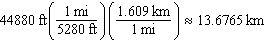 44880 ft(1 mi/5280 ft)(1.609 km/1 mi) ≈ 13.6765 km